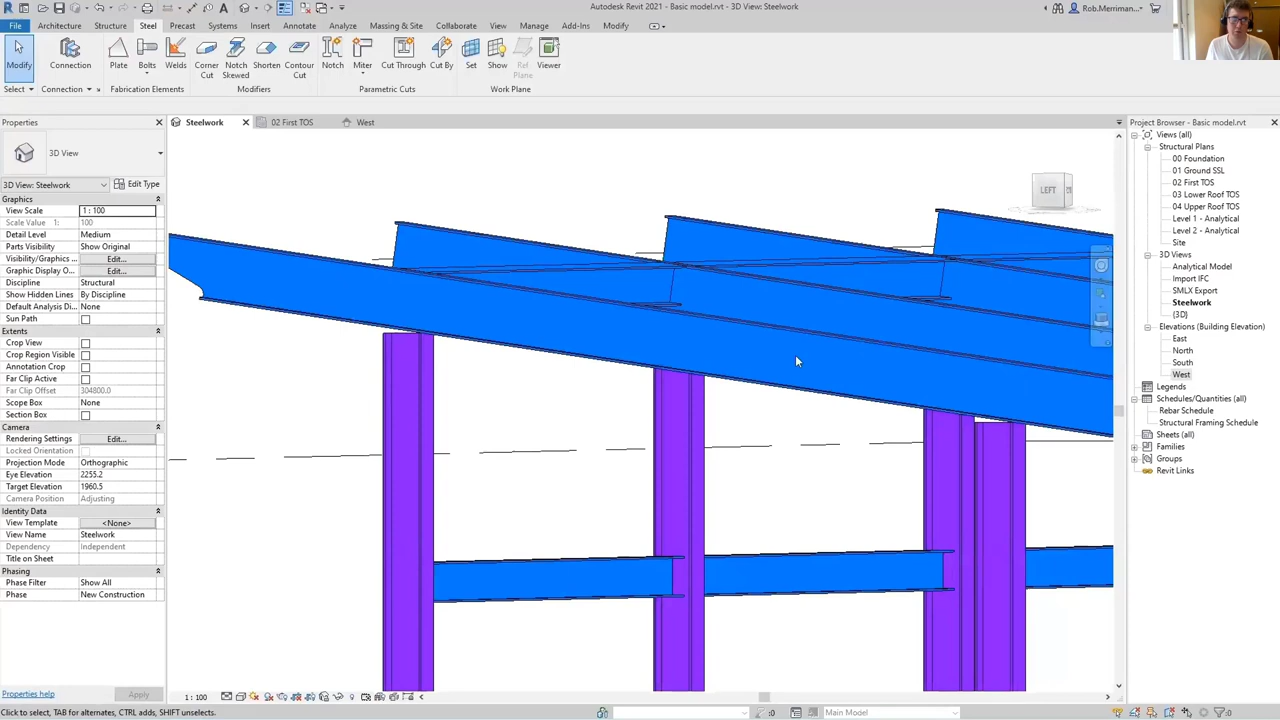 Autodesk Revit 2021 - Basic model.rvt - 3D View: Steelwork
Rob.Merriman...
File
Architecture
Structure
Steel
Precast
Systems
Insert
Annotate
Analyze
Massing & Site
Collaborate
View
Manage
Add-Ins
Modify
Modify
Connection
Plate
Bolts
Welds
Corner Cut
Notch Skewed
Shorten
Contour Cut
Notch
Miter
Cut Through
Cut By
Set
Show
Ref Plane
Viewer
Select
Connection
Fabrication Elements
Modifiers
Parametric Cuts
Work Plane
Properties
Steelwork
02 First TOS
West
Project Browser - Basic model.rvt
3D View
3D View: Steelwork
Edit Type
Graphics
View Scale 1 : 100
Scale Value 1: 100
Detail Level Medium
Parts Visibility Show Original
Visibility/Graphics ... Edit...
Graphic Display O... Edit...
Discipline Structural
Show Hidden Lines By Discipline
Default Analysis Di... None
Sun Path
Extents
Crop View
Crop Region Visible
Annotation Crop
Far Clip Active
Far Clip Offset 304800.0
Scope Box None
Section Box
Camera
Rendering Settings Edit...
Locked Orientation
Projection Mode Orthographic
Eye Elevation 2255.2
Target Elevation 1960.5
Camera Position Adjusting
Identity Data
View Template <None>
View Name Steelwork
Dependency Independent
Title on Sheet
Phasing
Phase Filter Show All
Phase New Construction
Properties help
Apply
LEFT
Views (all)
Structural Plans
00 Foundation
01 Ground SSL
02 First TOS
03 Lower Roof TOS
04 Upper Roof TOS
Level 1 - Analytical
Level 2 - Analytical
Site
3D Views
Analytical Model
Import IFC
SMLX Export
Steelwork
{3D}
Elevations (Building Elevation)
East
North
South
West
Legends
Schedules/Quantities (all)
Rebar Schedule
Structural Framing Schedule
Sheets (all)
Families
Groups
Revit Links
1 : 100
Click to select, TAB for alternates, CTRL adds, SHIFT unselects.
:0
Main Model
:0